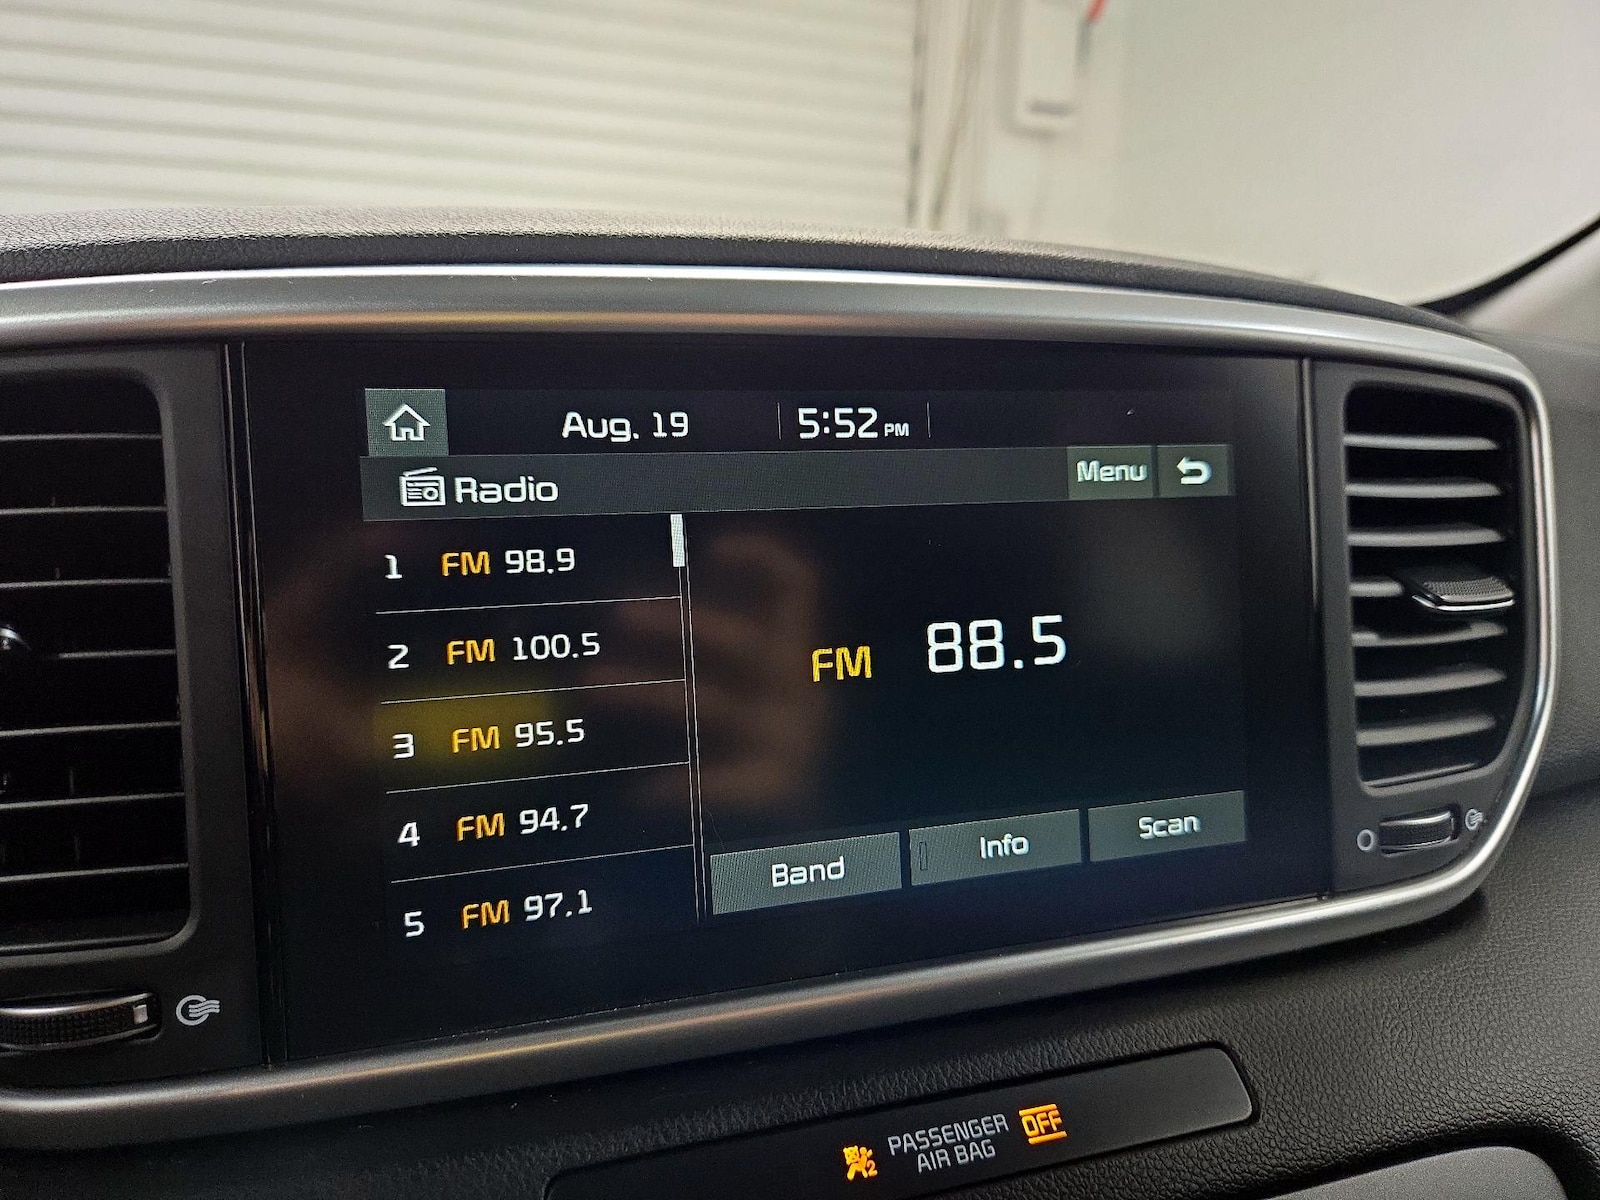 Aug. 19 5:52 PM
Radio Menu
1 FM 98.9
2 FM 100.5
3 FM 95.5
4 FM 94.7
5 FM 97.1
FM 88.5
Band Info Scan
2 PASSENGER AIR BAG OFF